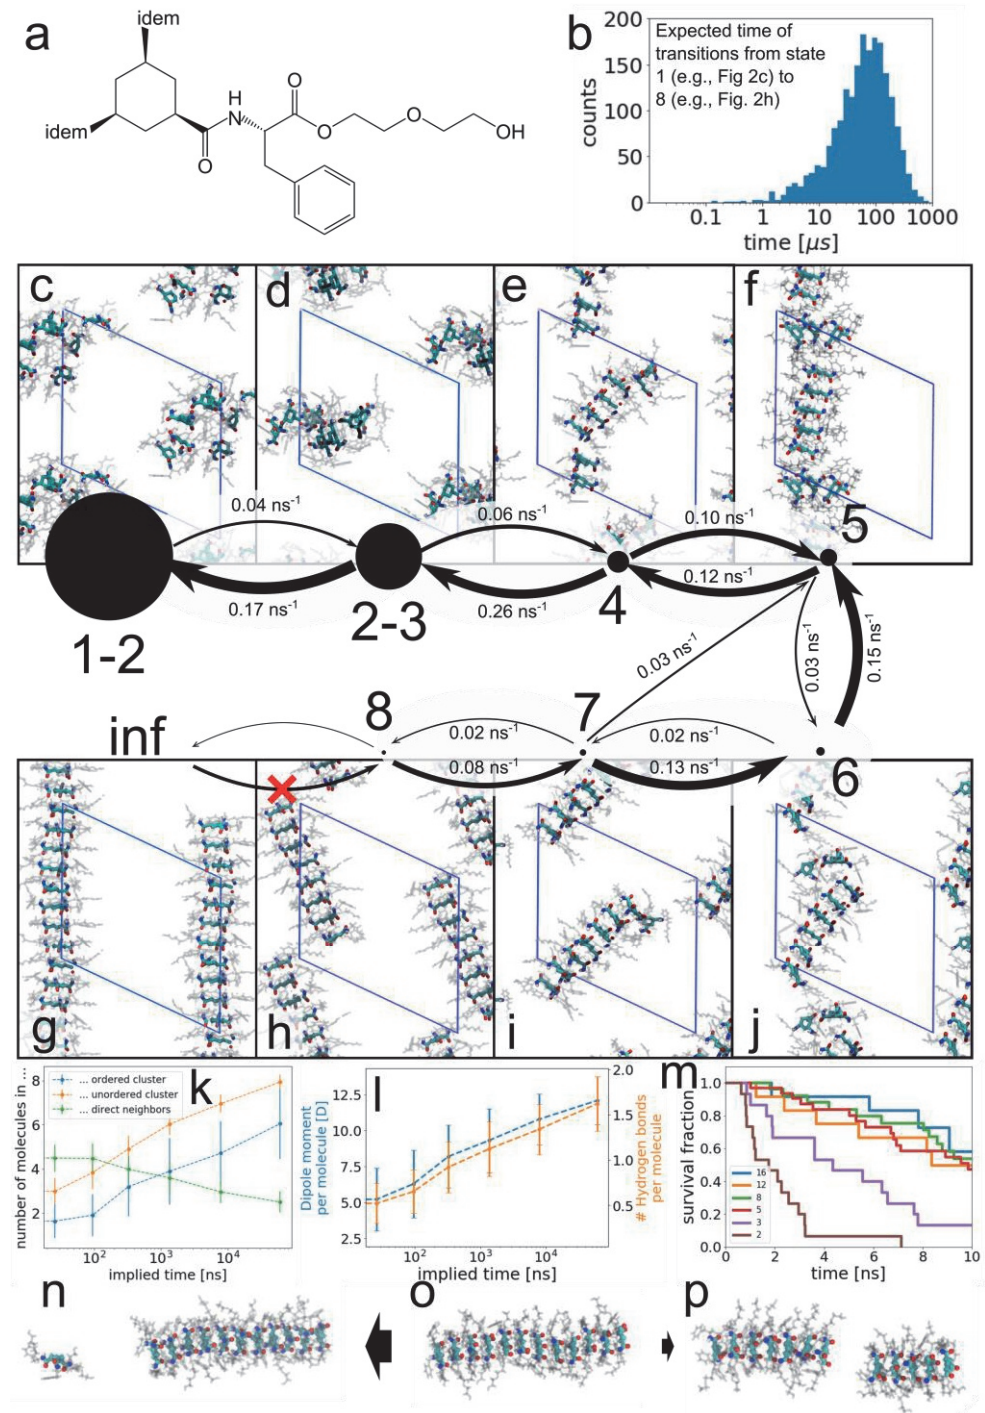 a
idem
idem
H
N
O
O
O
O
OH
b
Expected time of
transitions from state
1 (e.g., Fig 2c) to
8 (e.g., Fig. 2h)
counts
200
150
100
50
0
0.1 1 10 100 1000
time [μs]
c d e f
0.04 ns-1
0.06 ns-1
0.10 ns-1
5
0.17 ns-1
0.26 ns-1
0.12 ns-1
1-2
2-3
4
0.03 ns-1
0.03 ns-1
0.15 ns-1
inf
8
7
0.02 ns-1
0.02 ns-1
0.08 ns-1
0.13 ns-1
6
g h i j
k
number of molecules in ...
8
6
4
2
... ordered cluster
... unordered cluster
... direct neighbors
10² 10³ 10⁴
implied time [ns]
l
Dipole moment
per molecule [D]
12.5
10.0
7.5
5.0
2.5
2.0
1.5
1.0
0.5
# Hydrogen bonds
per molecule
10² 10³ 10⁴
implied time [ns]
m
survival fraction
1.0
0.8
0.6
0.4
0.2
0.0
16
12
8
5
3
2
0 2 4 6 8 10
time [ns]
n o p